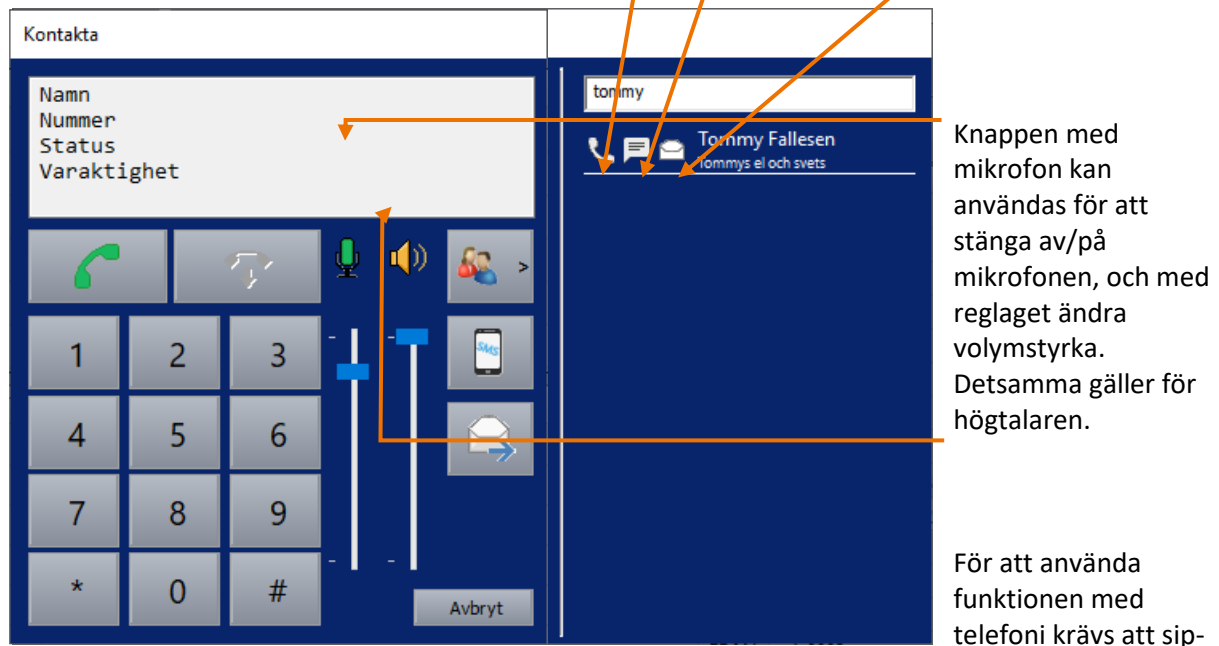 Kontakta
Namn
Nummer
Status
Varaktighet
1
2
3
4
5
6
7
8
9
*
0
#
SMS
>
Avbryt
tommy
Tommy Fallesen
Tommys el och svets
Knappen med
mikrofon kan
användas för att
stänga av/på
mikrofonen, och med
reglaget ändra
volymstyrka.
Detsamma gäller för
högtalaren.
För att använda
funktionen med
telefoni krävs att sip-